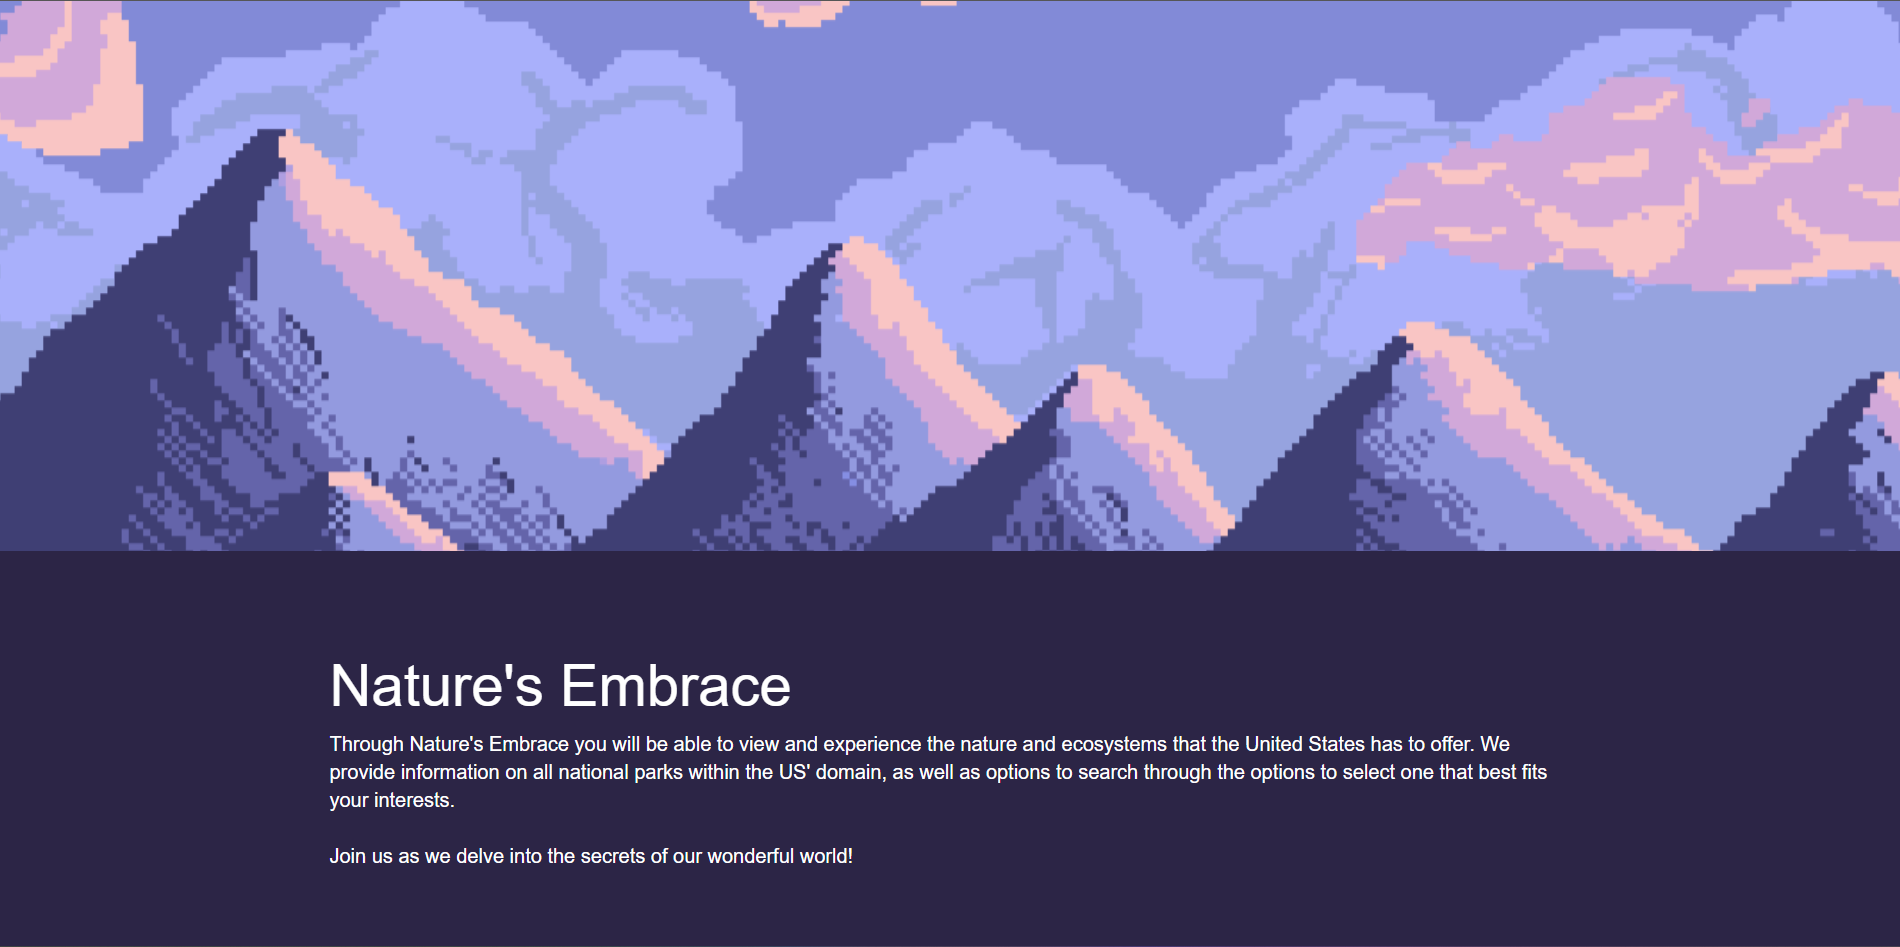 Nature's Embrace
Through Nature's Embrace you will be able to view and experience the nature and ecosystems that the United States has to offer. We
provide information on all national parks within the US' domain, as well as options to search through the options to select one that best fits
your interests.
Join us as we delve into the secrets of our wonderful world!